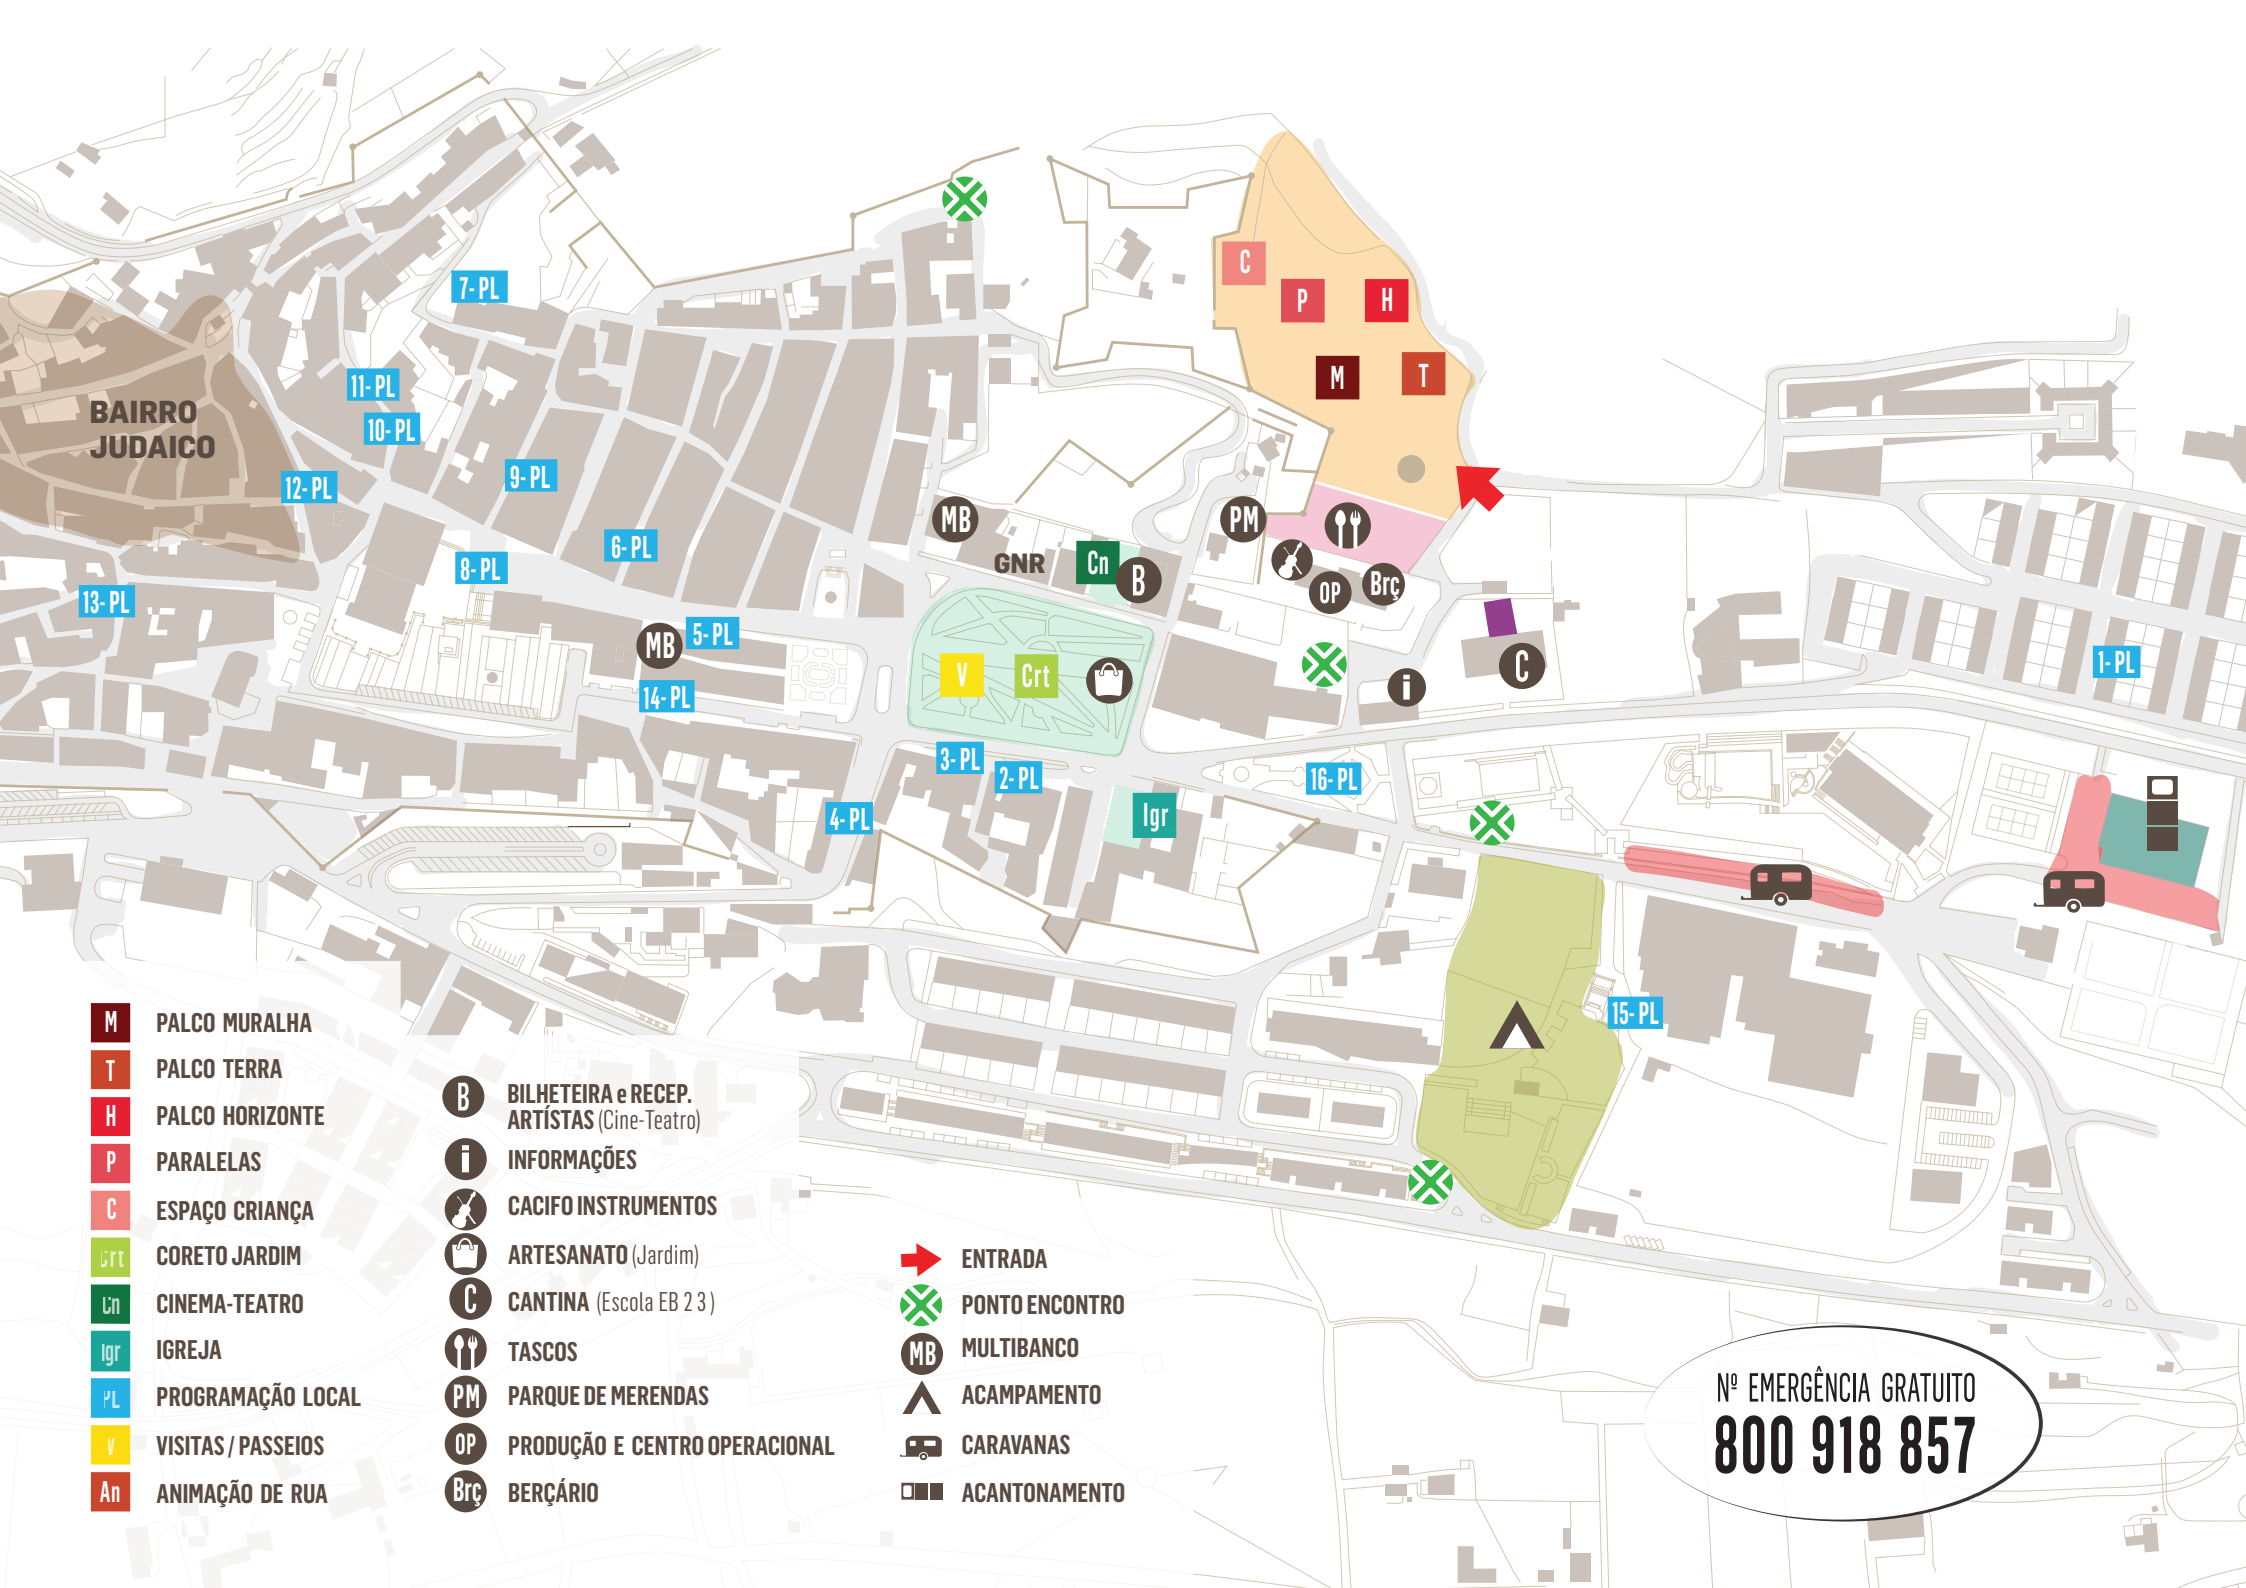 C
P
H
7- PL
M
T
11- PL
BAIRRO
JUDAICO
10- PL
9- PL
12- PL
MB
PM
6- PL
GNR
Cn
B
8- PL
OP
Brç
13- PL
MB
5- PL
V
Crt
i
C
1- PL
14- PL
3- PL
2- PL
16- PL
4- PL
Igr
15- PL
M PALCO MURALHA
T PALCO TERRA
H PALCO HORIZONTE
P PARALELAS
C ESPAÇO CRIANÇA
Crt CORETO JARDIM
Cn CINEMA-TEATRO
Igr IGREJA
PL PROGRAMAÇÃO LOCAL
V VISITAS / PASSEIOS
An ANIMAÇÃO DE RUA
B BILHETEIRA e RECEP.
ARTÍSTAS (Cine-Teatro)
i INFORMAÇÕES
CACIFO INSTRUMENTOS
ARTESANATO (Jardim)
C CANTINA (Escola EB 2 3)
TASCOS
PM PARQUE DE MERENDAS
OP PRODUÇÃO E CENTRO OPERACIONAL
Brç BERÇÁRIO
ENTRADA
PONTO ENCONTRO
MB MULTIBANCO
ACAMPAMENTO
CARAVANAS
ACANTONAMENTO
Nº EMERGÊNCIA GRATUITO
800 918 857